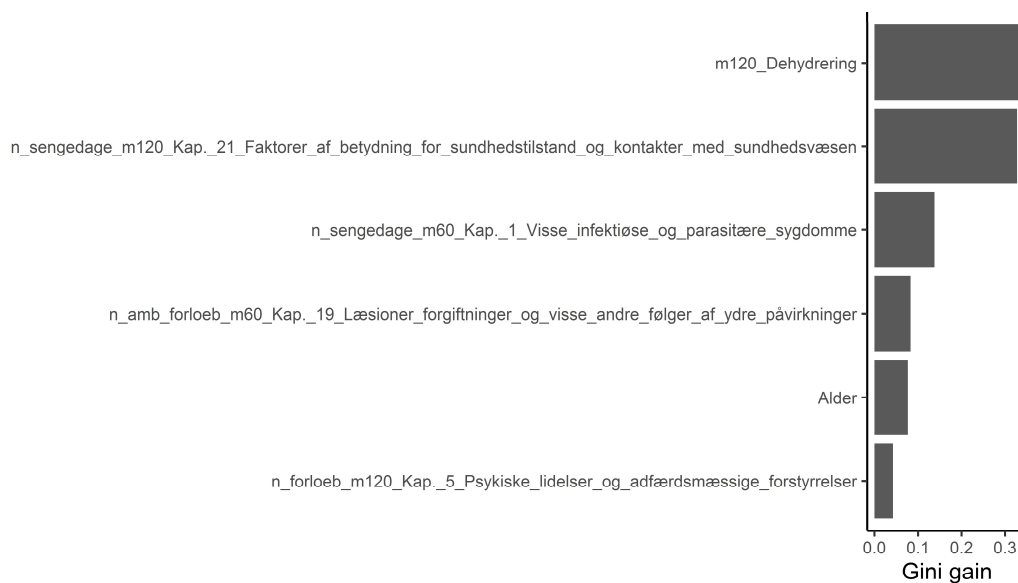 m120_Dehydrering
n_sengedage_m120_Kap._21_Faktorer_af_betydning_for_sundhedstilstand_og_kontakter_med_sundhedsvæsen
n_sengedage_m60_Kap._1_Visse_infektiøse_og_parasitære_sygdomme
n_amb_forloeb_m60_Kap._19_Læsioner_forgiftninger_og_visse_andre_følger_af_ydre_påvirkninger
Alder
n_forloeb_m120_Kap._5_Psykiske_lidelser_og_adfærdsmæssige_forstyrrelser
0.0 0.1 0.2 0.3
Gini gain